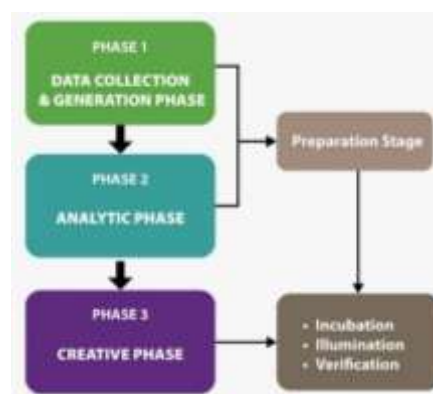 PHASE 1
DATA COLLECTION
& GENERATION PHASE
Preparation Stage
PHASE 2
ANALYTIC PHASE
PHASE 3
CREATIVE PHASE
• Incubation
• Illumination
• Verification